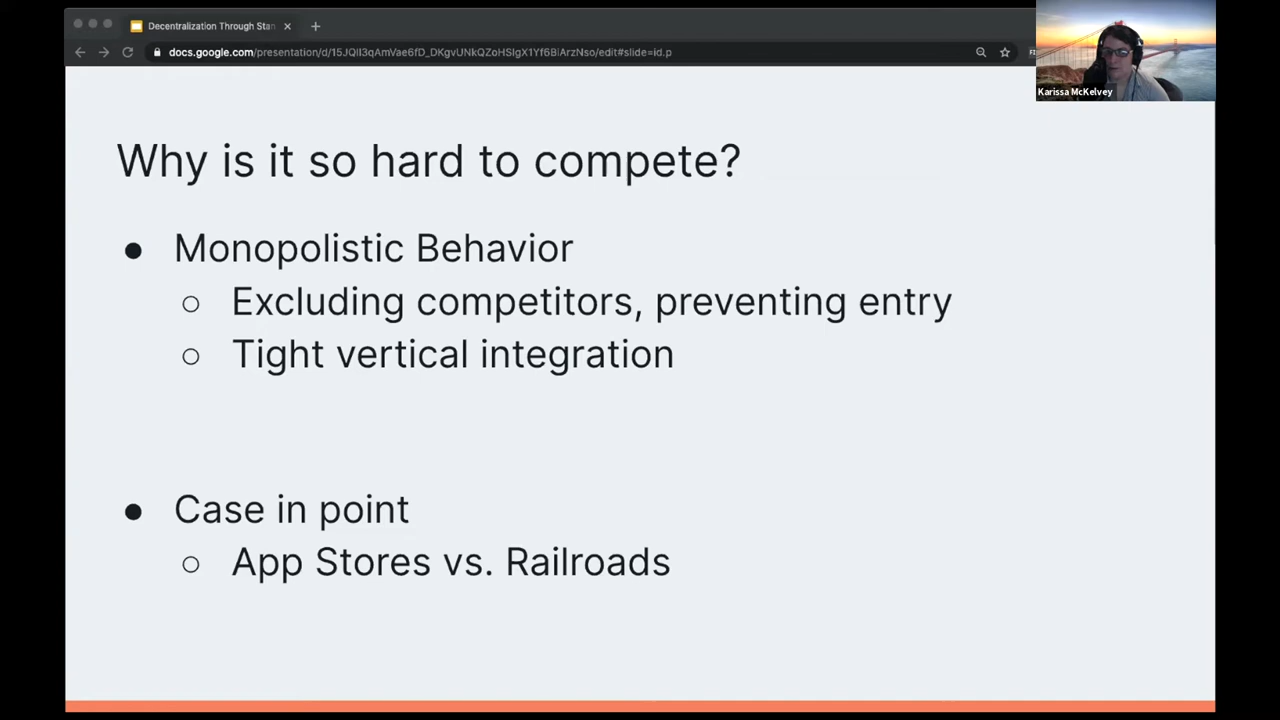 Decentralization Through Stan
docs.google.com/presentation/d/15JQIl3qAmVae6fD_DKgvUNkQZoHSIgX1Yf6BiArzNso/edit#slide=id.p
Karissa McKelvey
Why is it so hard to compete?
● Monopolistic Behavior
○ Excluding competitors, preventing entry
○ Tight vertical integration
● Case in point
○ App Stores vs. Railroads